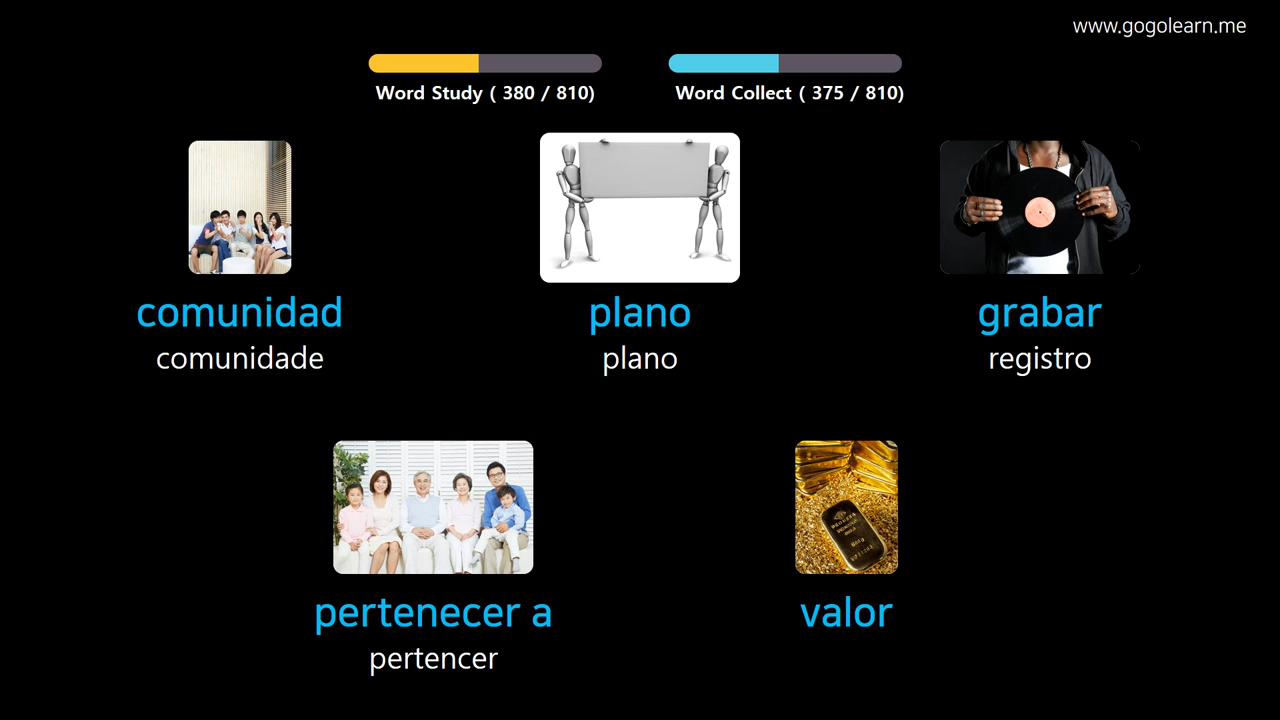 www.gogolearn.me
Word Study ( 380 / 810)
Word Collect ( 375 / 810)
comunidad
comunidade
plano
plano
grabar
registro
pertenecer a
pertencer
valor